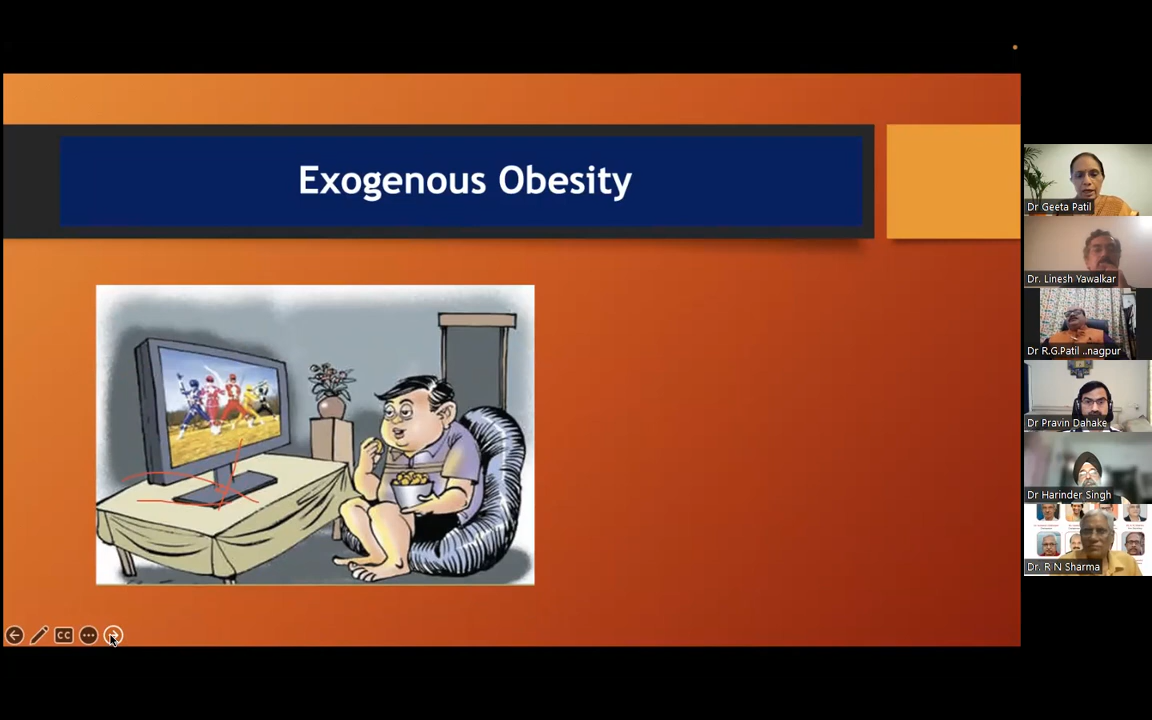 Exogenous Obesity
Dr Geeta Patil
Dr. Linesh Yawalkar
Dr R.G.Patil ..nagpur
Dr Pravin Dahake
Dr Harinder Singh
Dr. R N Sharma
CC